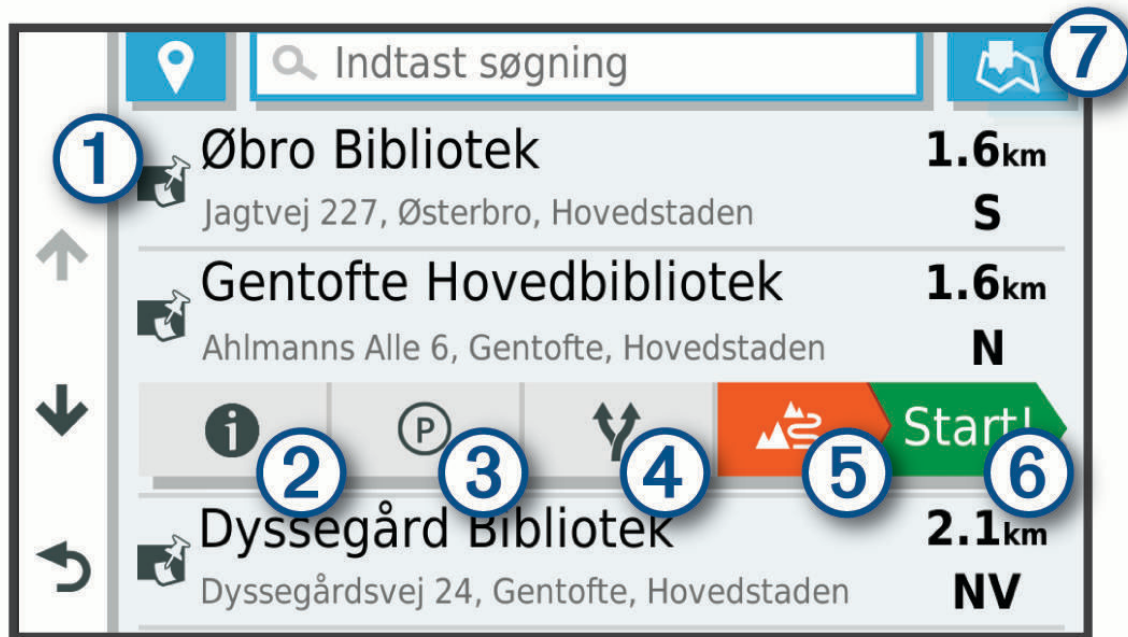 Indtast søgning
7
1
Øbro Bibliotek
1.6km
Jagtvej 227, Østerbro, Hovedstaden
S
Gentofte Hovedbibliotek
1.6km
Ahlmanns Alle 6, Gentofte, Hovedstaden
N
i
P
Start!
2
3
4
5
6
Dyssegård Bibliotek
2.1km
Dyssegårdsvej 24, Gentofte, Hovedstaden
NV